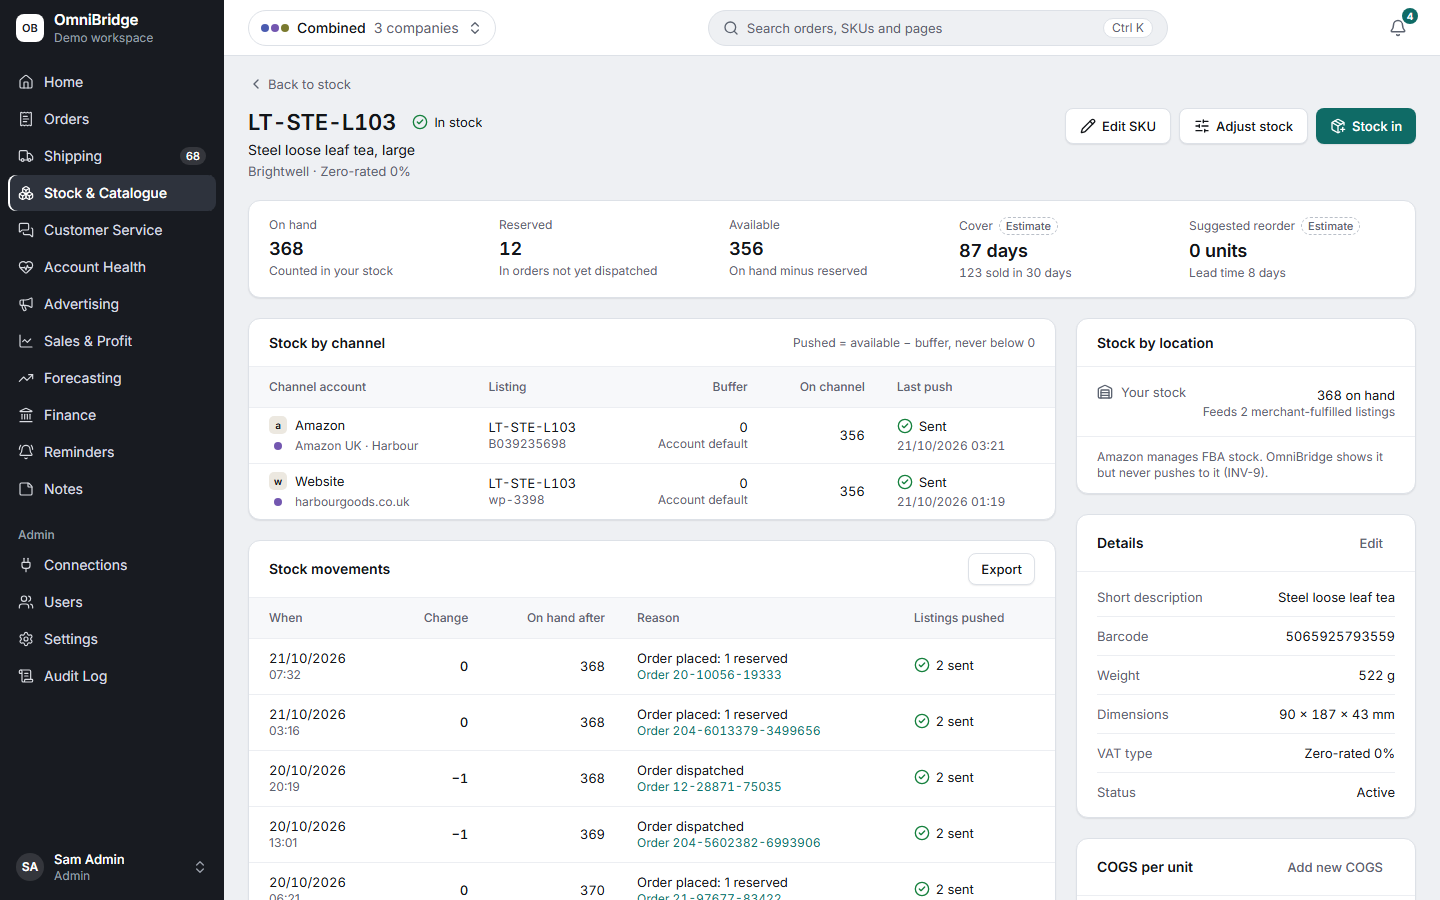 OB
OmniBridge
Demo workspace
Home
Orders
Shipping 68
Stock & Catalogue
Customer Service
Account Health
Advertising
Sales & Profit
Forecasting
Finance
Reminders
Notes
Admin
Connections
Users
Settings
Audit Log
SA
Sam Admin
Admin
Combined 3 companies
Search orders, SKUs and pages Ctrl K
4
Back to stock
LT-STE-L103 In stock
Steel loose leaf tea, large
Brightwell · Zero-rated 0%
Edit SKU
Adjust stock
Stock in
On hand
368
Counted in your stock
Reserved
12
In orders not yet dispatched
Available
356
On hand minus reserved
Cover Estimate
87 days
123 sold in 30 days
Suggested reorder Estimate
0 units
Lead time 8 days
Stock by channel Pushed = available − buffer, never below 0
Channel account Listing Buffer On channel Last push
a Amazon LT-STE-L103 0 356 Sent
Amazon UK · Harbour B039235698 Account default 21/10/2026 03:21
w Website LT-STE-L103 0 356 Sent
harbourgoods.co.uk wp-3398 Account default 21/10/2026 01:19
Stock movements Export
When Change On hand after Reason Listings pushed
21/10/2026 0 368 Order placed: 1 reserved 2 sent
07:32 Order 20-10056-19333
21/10/2026 0 368 Order placed: 1 reserved 2 sent
03:16 Order 204-6013379-3499656
20/10/2026 −1 368 Order dispatched 2 sent
20:19 Order 12-28871-75035
20/10/2026 −1 369 Order dispatched 2 sent
13:01 Order 204-5602382-6993906
20/10/2026 0 370 Order placed: 1 reserved 2 sent
06:21 Order 21-97677-83422
Stock by location
Your stock 368 on hand
Feeds 2 merchant-fulfilled listings
Amazon manages FBA stock. OmniBridge shows it
but never pushes to it (INV-9).
Details Edit
Short description Steel loose leaf tea
Barcode 5065925793559
Weight 522 g
Dimensions 90 × 187 × 43 mm
VAT type Zero-rated 0%
Status Active
COGS per unit Add new COGS